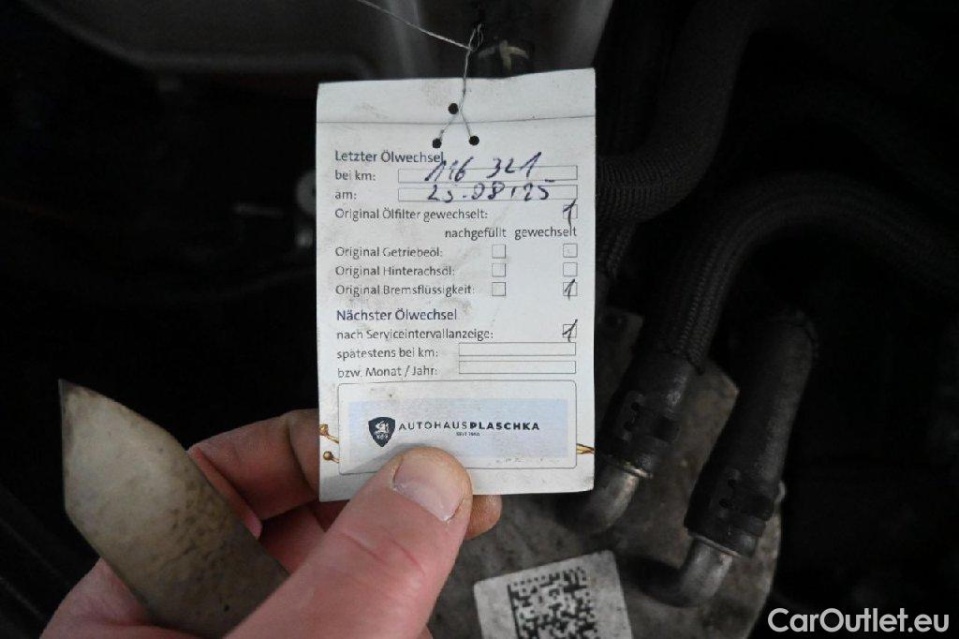 Letzter Ölwechsel
bei km: 116 321
am: 25.08.25
Original Ölfilter gewechselt:
nachgefüllt gewechselt
Original Getriebeöl:
Original Hinterachsöl:
Original Bremsflüssigkeit:
Nächster Ölwechsel
nach Serviceintervallanzeige:
spätestens bei km:
bzw. Monat / Jahr:
AUTOHAUSPLASCHKA
CarOutlet.eu